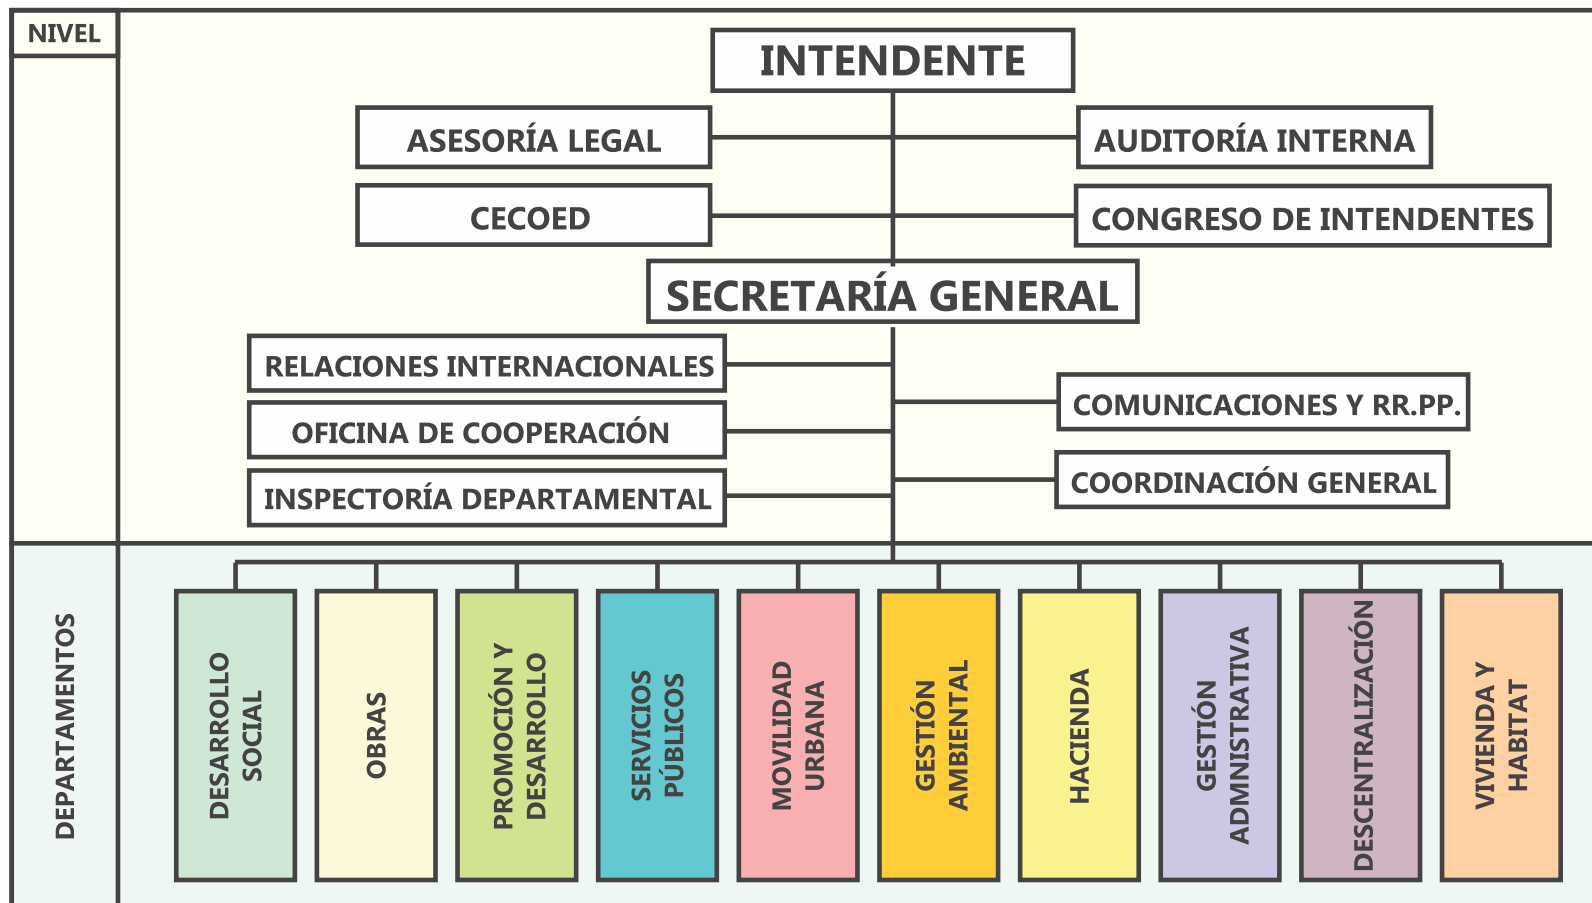 NIVEL
INTENDENTE
ASESORÍA LEGAL
AUDITORÍA INTERNA
CECOED
CONGRESO DE INTENDENTES
SECRETARÍA GENERAL
RELACIONES INTERNACIONALES
COMUNICACIONES Y RR.PP.
OFICINA DE COOPERACIÓN
COORDINACIÓN GENERAL
INSPECTORÍA DEPARTAMENTAL
DEPARTAMENTOS
DESARROLLO
SOCIAL
OBRAS
PROMOCIÓN Y
DESARROLLO
SERVICIOS
PÚBLICOS
MOVILIDAD
URBANA
GESTIÓN
AMBIENTAL
HACIENDA
GESTIÓN
ADMNISTRATIVA
DESCENTRALIZACIÓN
VIVIENDA Y
HABITAT